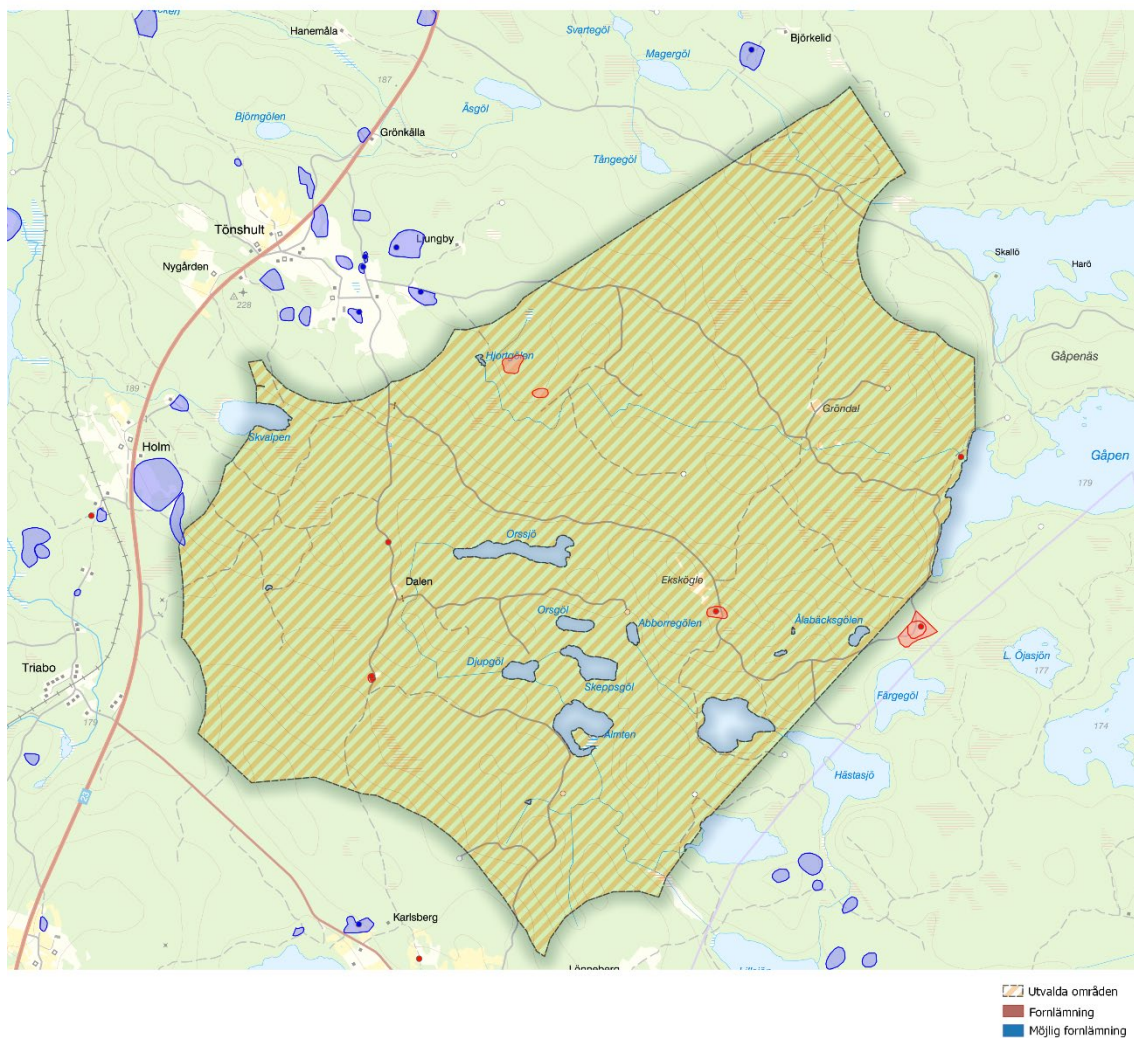 Hanemåla
Svartegöl
Björkelid
187
Magergöl
Åsgöl
Björngölen
Grönkälla
Tångegöl
Tönshult
Ljungby
Nygården
228
Skallö
Harö
Hjortgölen
Gåpenäs
189
Gröndal
Skvalpen
Holm
Gåpen
179
Orssjö
Dalen
Ekskögle
Orsgöl
Abborregölen
Ålabäcksgölen
Triabo
Djupgöl
Skeppsgöl
L. Öjasjön
177
Färgegöl
179
Älmten
174
Hästasjö
23
Karlsberg
Utvalda områden
Fornlämning
Möjlig fornlämning